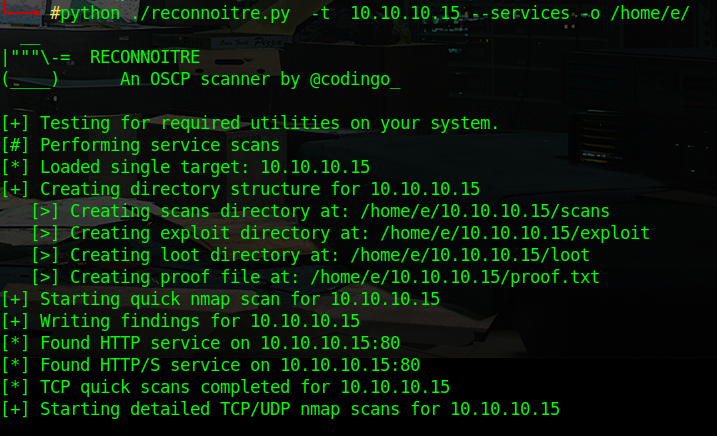 #python ./reconnoitre.py  -t  10.10.10.15 --services -o /home/e/
  __
|"""\-=  RECONNOITRE
(____)      An OSCP scanner by @codingo_
[+] Testing for required utilities on your system.
[#] Performing service scans
[*] Loaded single target: 10.10.10.15
[+] Creating directory structure for 10.10.10.15
   [>] Creating scans directory at: /home/e/10.10.10.15/scans
   [>] Creating exploit directory at: /home/e/10.10.10.15/exploit
   [>] Creating loot directory at: /home/e/10.10.10.15/loot
   [>] Creating proof file at: /home/e/10.10.10.15/proof.txt
[+] Starting quick nmap scan for 10.10.10.15
[+] Writing findings for 10.10.10.15
[*] Found HTTP service on 10.10.10.15:80
[*] Found HTTP/S service on 10.10.10.15:80
[*] TCP quick scans completed for 10.10.10.15
[+] Starting detailed TCP/UDP nmap scans for 10.10.10.15